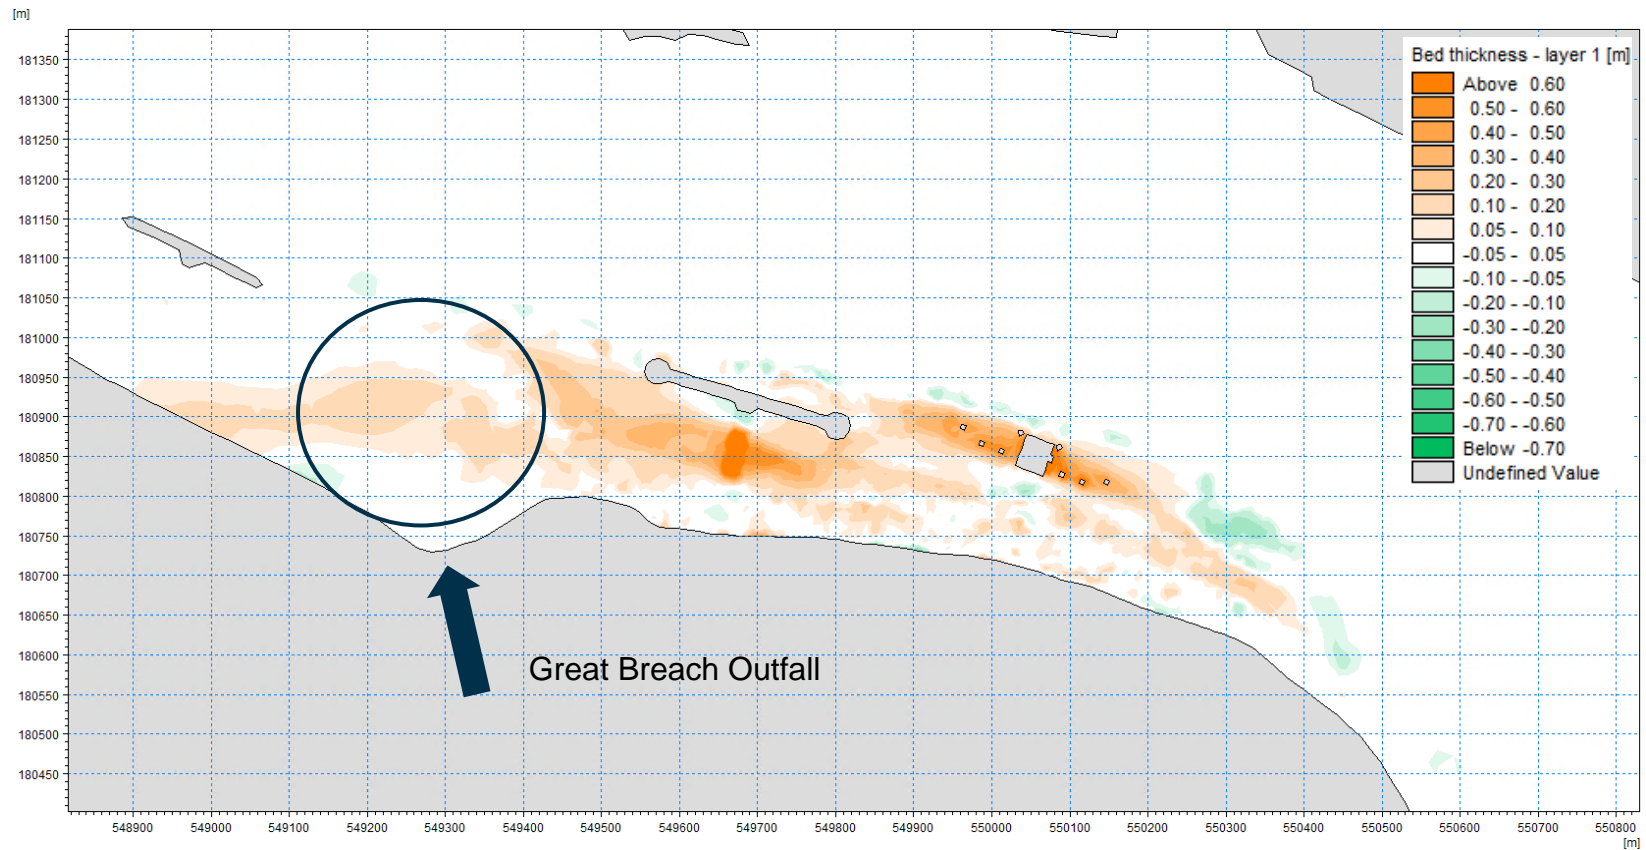 [m]
181350
181300
181250
181200
181150
181100
181050
181000
180950
180900
180850
180800
180750
180700
180650
180600
180550
180500
180450
Bed thickness - layer 1 [m]
Above 0.60
0.50 - 0.60
0.40 - 0.50
0.30 - 0.40
0.20 - 0.30
0.10 - 0.20
0.05 - 0.10
-0.05 - 0.05
-0.10 - -0.05
-0.20 - -0.10
-0.30 - -0.20
-0.40 - -0.30
-0.50 - -0.40
-0.60 - -0.50
-0.70 - -0.60
Below -0.70
Undefined Value
Great Breach Outfall
548900 549000 549100 549200 549300 549400 549500 549600 549700 549800 549900 550000 550100 550200 550300 550400 550500 550600 550700 550800
[m]